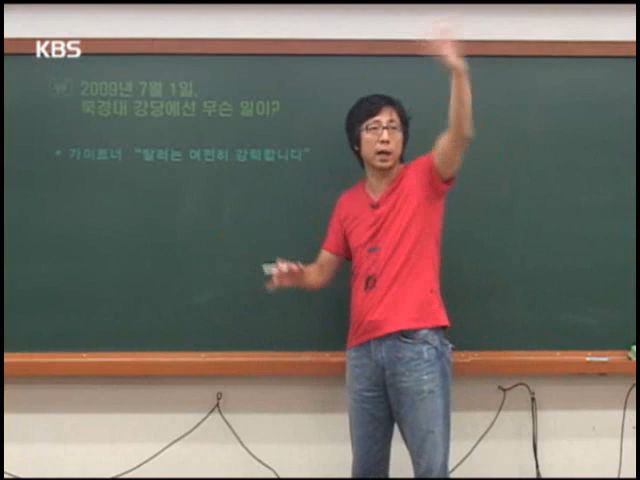 KBS
2009년 7월 1일,
북경대 강당에선 무슨 일이?
* 가이트너 "달러는 여전히 강력합니다"